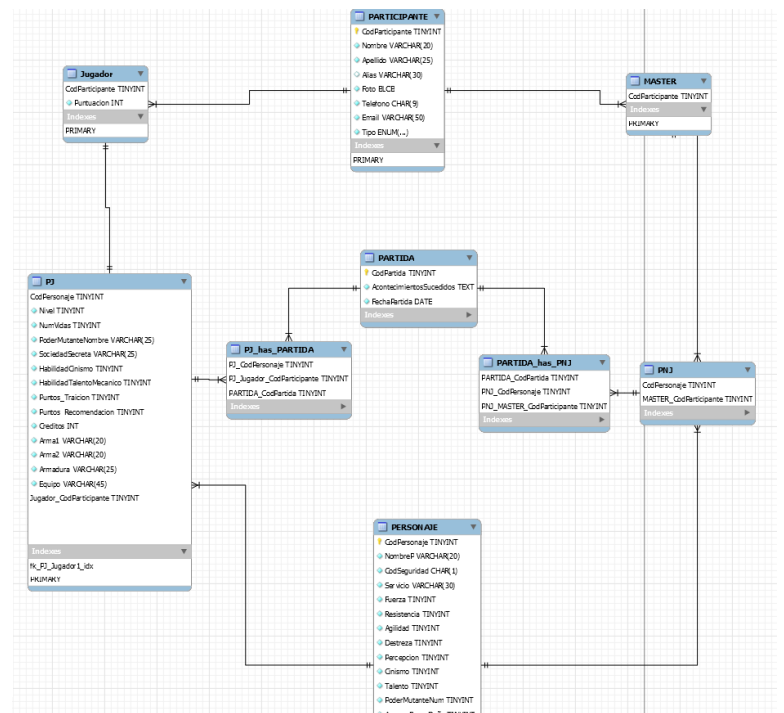 PARTICIPANTE
CodParticipante TINYINT
Nombre VARCHAR(20)
Apellido VARCHAR(25)
Alias VARCHAR(30)
Foto BLOB
Telefono CHAR(9)
Email VARCHAR(50)
Tipo ENUM(...)
Indexes
PRIMARY
Jugador
CodParticipante TINYINT
Puntuacion INT
Indexes
PRIMARY
MASTER
CodParticipante TINYINT
Indexes
PRIMARY
PARTIDA
CodPartida TINYINT
AcontecimientosSucedidos TEXT
FechaPartida DATE
Indexes
PJ
CodPersonaje TINYINT
Nivel TINYINT
NumVidas TINYINT
PoderMutanteNombre VARCHAR(25)
SociedadSecreta VARCHAR(25)
HabilidadCinismo TINYINT
HabilidadTalentoMecanico TINYINT
Puntos_Traicion TINYINT
Puntos_Recomendacion TINYINT
Creditos INT
Arma1 VARCHAR(20)
Arma2 VARCHAR(20)
Armadura VARCHAR(25)
Equipo VARCHAR(45)
Jugador_CodParticipante TINYINT
Indexes
fk_PJ_Jugador1_idx
PRIMARY
PJ_has_PARTIDA
PJ_CodPersonaje TINYINT
PJ_Jugador_CodParticipante TINYINT
PARTIDA_CodPartida TINYINT
Indexes
PARTIDA_has_PNJ
PARTIDA_CodPartida TINYINT
PNJ_CodPersonaje TINYINT
PNJ_MASTER_CodParticipante TINYINT
Indexes
PNJ
CodPersonaje TINYINT
MASTER_CodParticipante TINYINT
Indexes
PERSONAJE
CodPersonaje TINYINT
NombreP VARCHAR(20)
CodSeguridad CHAR(1)
Servicio VARCHAR(30)
Fuerza TINYINT
Resistencia TINYINT
Agilidad TINYINT
Destreza TINYINT
Percepcion TINYINT
Cinismo TINYINT
Talento TINYINT
PoderMutanteNum TINYINT